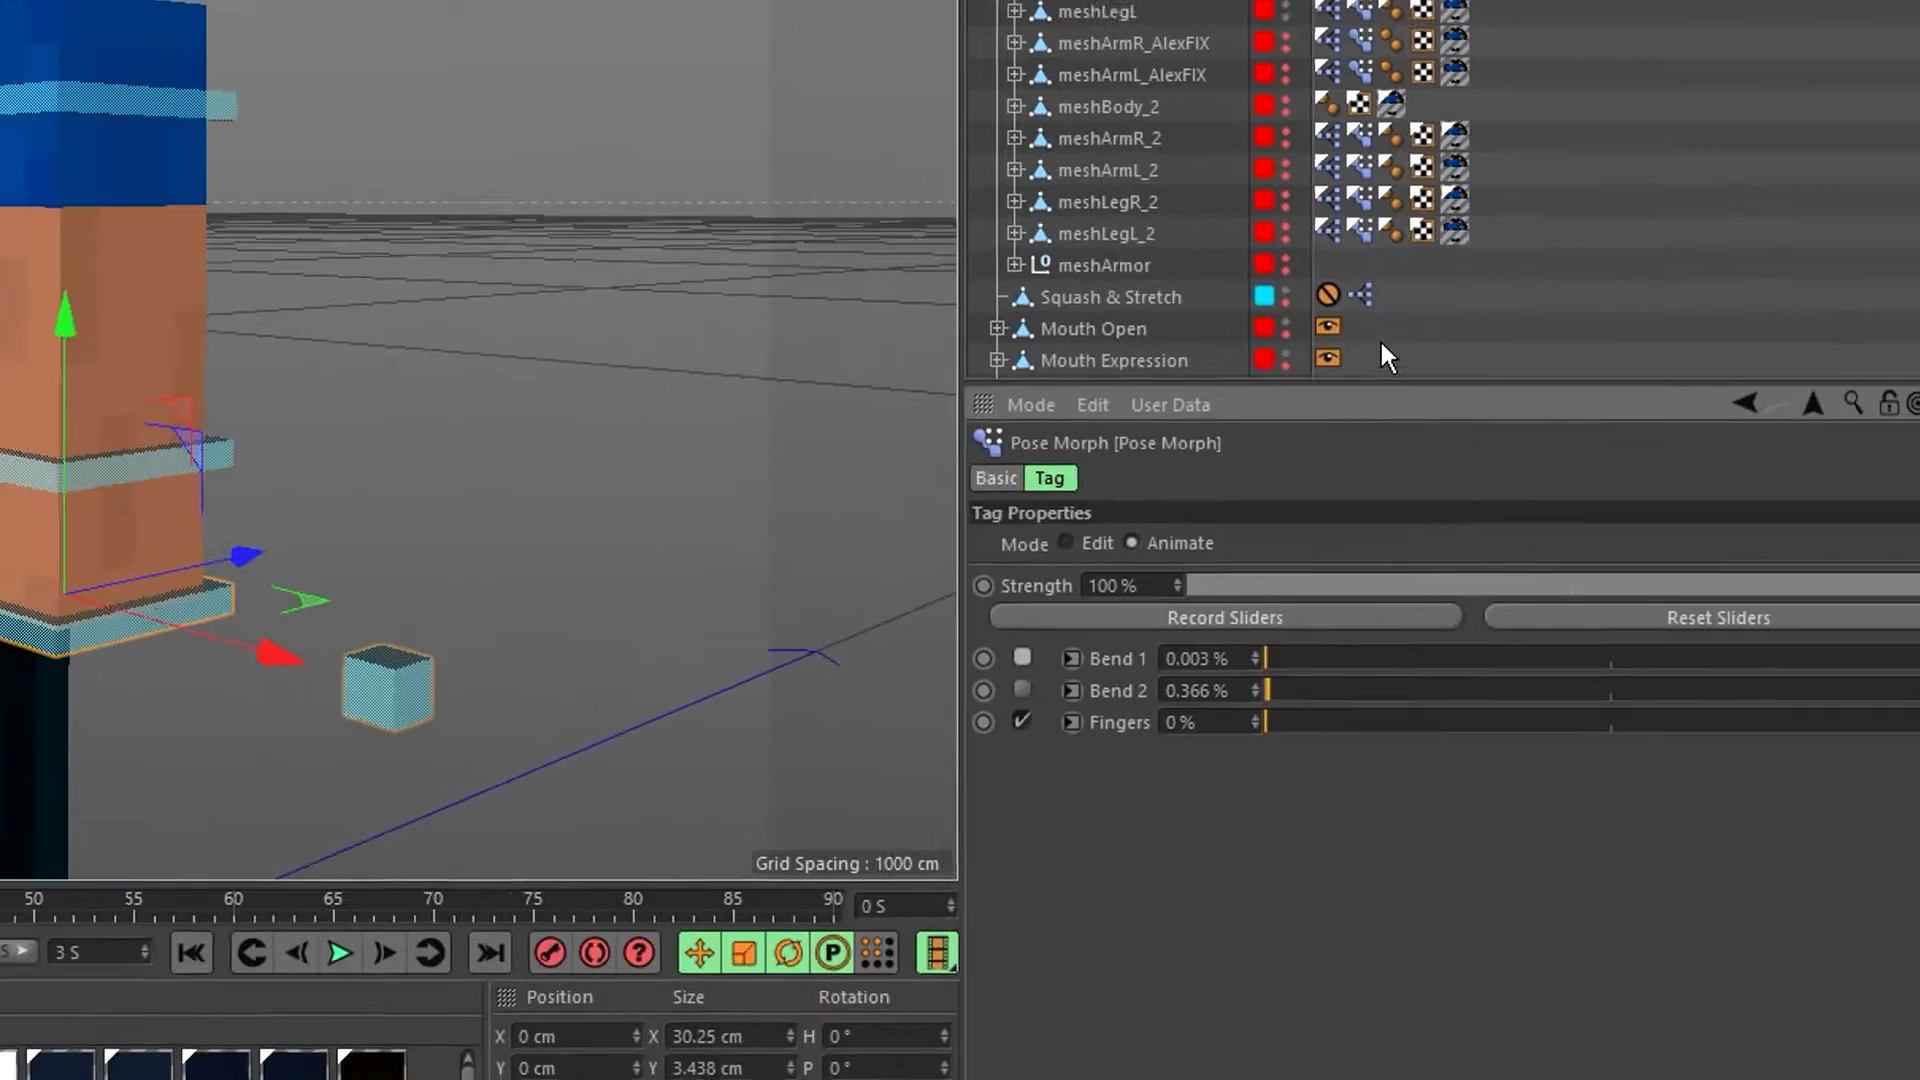 meshLegL
meshArmR_AlexFIX
meshArmL_AlexFIX
meshBody_2
meshArmR_2
meshArmL_2
meshLegR_2
meshLegL_2
meshArmor
Squash & Stretch
Mouth Open
Mouth Expression
Mode Edit User Data
Pose Morph [Pose Morph]
Basic Tag
Tag Properties
Mode Edit Animate
Strength 100 %
Record Sliders Reset Sliders
Bend 1 0.003 %
Bend 2 0.366 %
Fingers 0 %
Grid Spacing : 1000 cm
50 55 60 65 70 75 80 85 90 0 S
S 3 S
P
Position Size Rotation
X 0 cm X 30.25 cm H 0 °
Y 0 cm Y 3.438 cm P 0 °